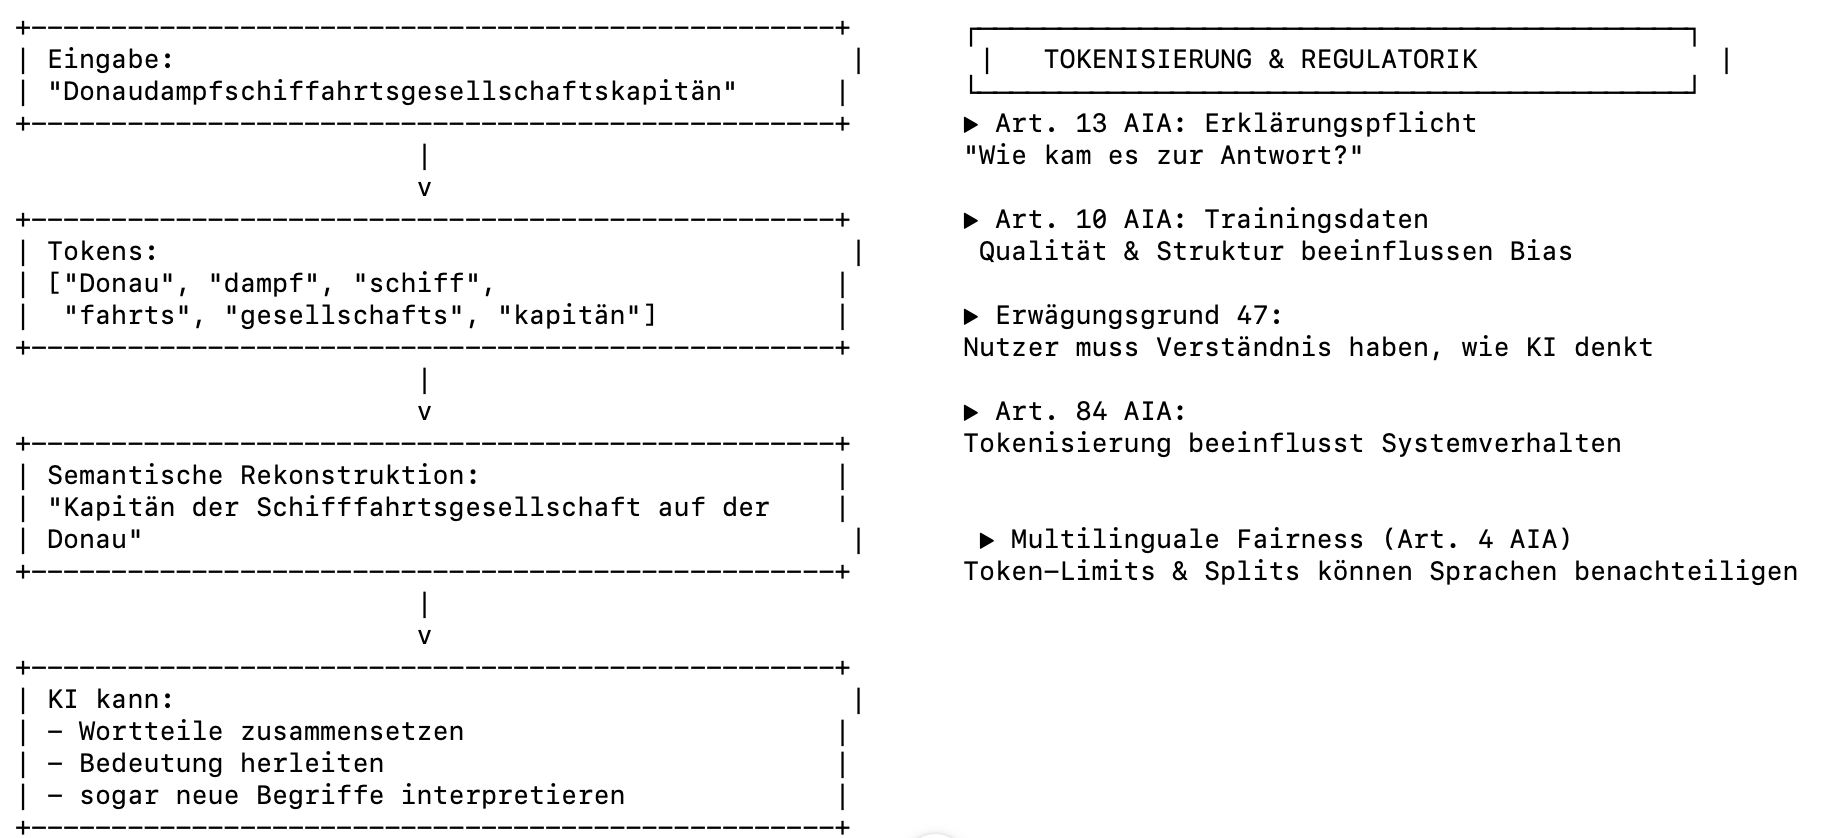 Eingabe:
"Donaudampfschiffahrtsgesellschaftskapitän"
|
v
Tokens:
["Donau", "dampf", "schiff",
"fahrts", "gesellschafts", "kapitän"]
|
v
Semantische Rekonstruktion:
"Kapitän der Schifffahrtsgesellschaft auf der
Donau"
|
v
KI kann:
– Wortteile zusammensetzen
– Bedeutung herleiten
– sogar neue Begriffe interpretieren
TOKENISIERUNG & REGULATORIK
▶ Art. 13 AIA: Erklärungspflicht
"Wie kam es zur Antwort?"
▶ Art. 10 AIA: Trainingsdaten
Qualität & Struktur beeinflussen Bias
▶ Erwägungsgrund 47:
Nutzer muss Verständnis haben, wie KI denkt
▶ Art. 84 AIA:
Tokenisierung beeinflusst Systemverhalten
▶ Multilinguale Fairness (Art. 4 AIA)
Token–Limits & Splits können Sprachen benachteiligen